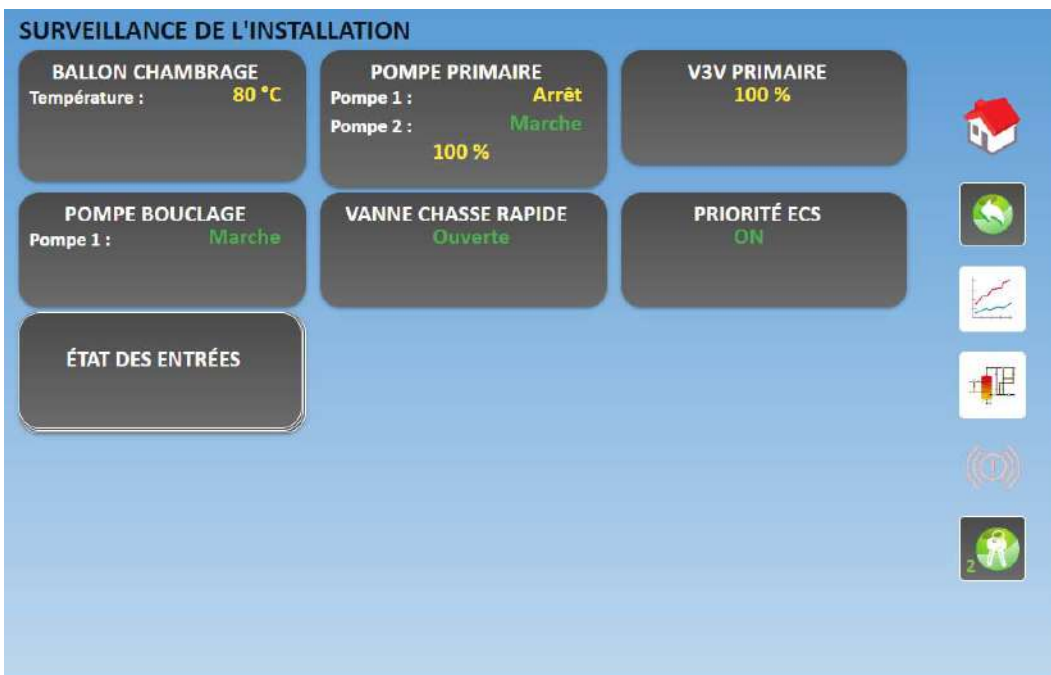 SURVEILLANCE DE L'INSTALLATION
BALLON CHAMBRAGE
Température : 80 °C
POMPE PRIMAIRE
Pompe 1 : Arrêt
Pompe 2 : Marche
100 %
V3V PRIMAIRE
100 %
POMPE BOUCLAGE
Pompe 1 : Marche
VANNE CHASSE RAPIDE
Ouverte
PRIORITÉ ECS
ON
ÉTAT DES ENTRÉES
2